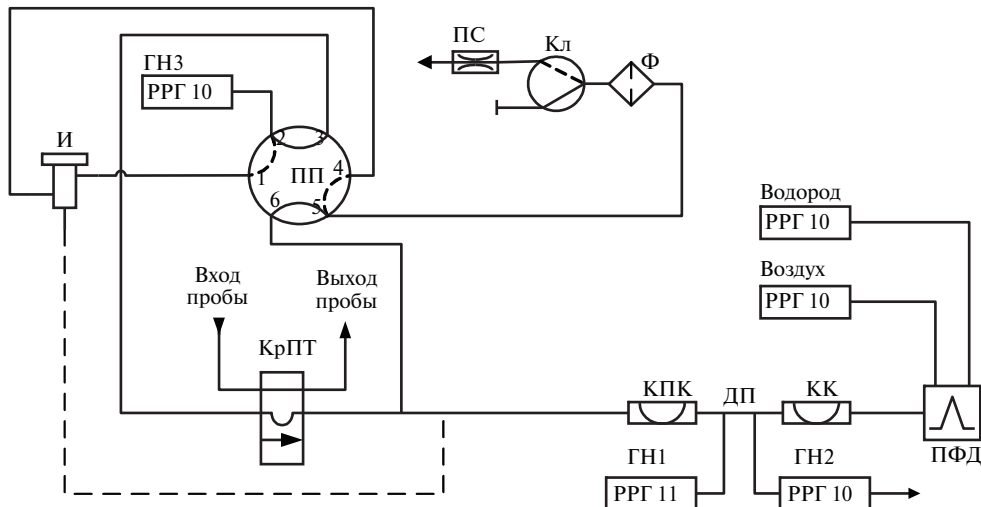 ПС
Кл
Ф
ГН3
РРГ 10
И
2
3
1
ПП
4
6
5
Водород
РРГ 10
Воздух
РРГ 10
Вход
пробы
Выход
пробы
КрПТ
КПК
ДП
КК
ПФД
ГН1
РРГ 11
ГН2
РРГ 10